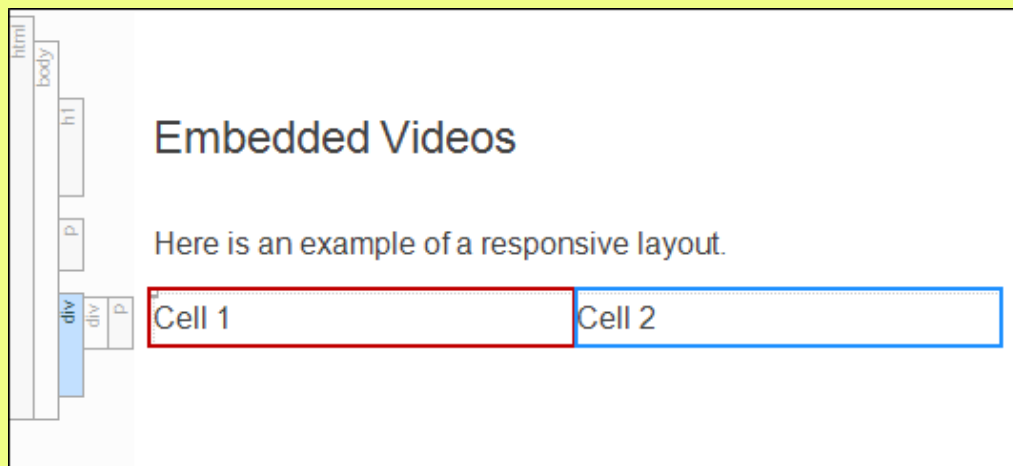 html
body
h1
Embedded Videos
p
Here is an example of a responsive layout.
div
div
p
Cell 1
Cell 2